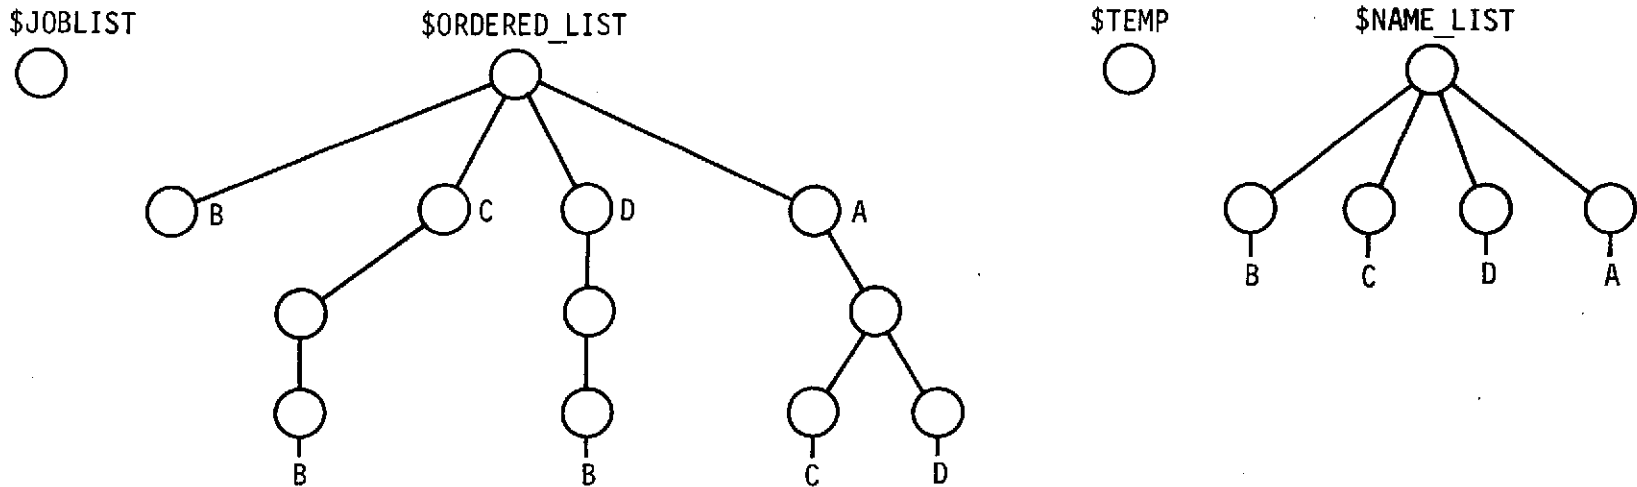 $JOBLIST $ORDERED_LIST $TEMP $NAME_LIST
B C D A
B C D A
B B C D